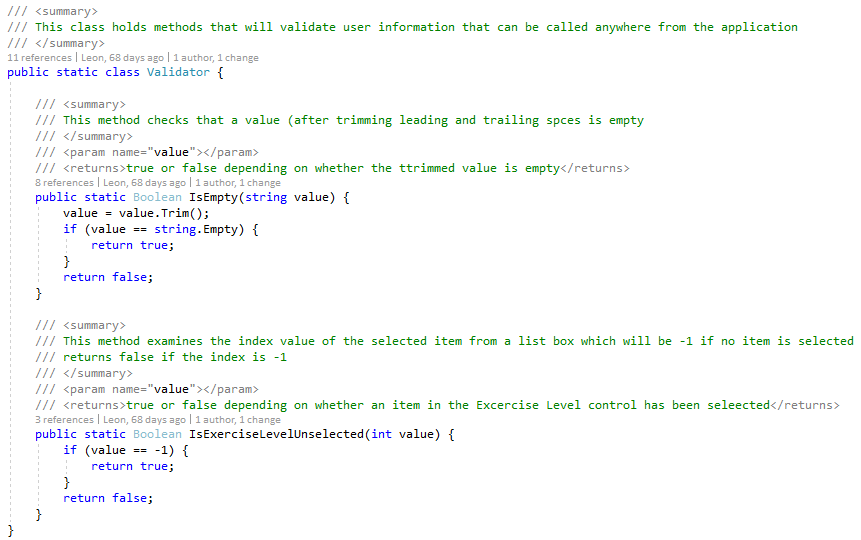 /// <summary>
/// This class holds methods that will validate user information that can be called anywhere from the application
/// </summary>
11 references | Leon, 68 days ago | 1 author, 1 change
public static class Validator {
/// <summary>
/// This method checks that a value (after trimming leading and trailing spces is empty
/// </summary>
/// <param name="value"></param>
/// <returns>true or false depending on whether the ttrimmed value is empty</returns>
8 references | Leon, 68 days ago | 1 author, 1 change
public static Boolean IsEmpty(string value) {
value = value.Trim();
if (value == string.Empty) {
return true;
}
return false;
}
/// <summary>
/// This method examines the index value of the selected item from a list box which will be -1 if no item is selected
/// returns false if the index is -1
/// </summary>
/// <param name="value"></param>
/// <returns>true or false depending on whether an item in the Excercise Level control has been seleected</returns>
3 references | Leon, 68 days ago | 1 author, 1 change
public static Boolean IsExerciseLevelUnselected(int value) {
if (value == -1) {
return true;
}
return false;
}
}